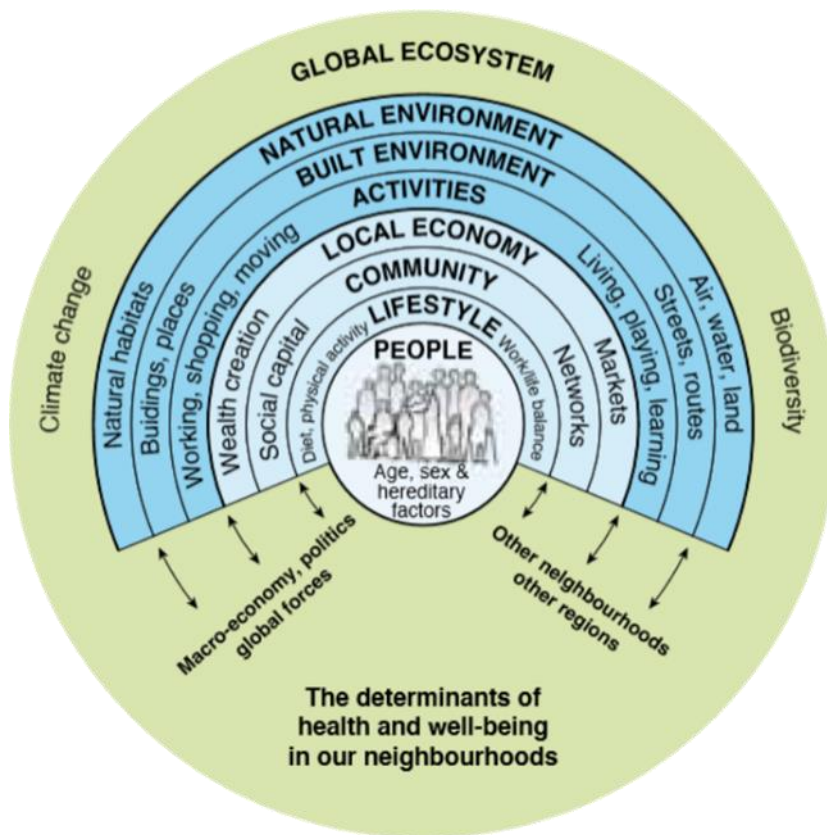 GLOBAL ECOSYSTEM
NATURAL ENVIRONMENT
BUILT ENVIRONMENT
ACTIVITIES
LOCAL ECONOMY
COMMUNITY
LIFESTYLE
PEOPLE
Age, sex &
hereditary
factors
Climate change
Natural habitats
Buidings, places
Working, shopping, moving
Wealth creation
Social capital
Diet, physical activity
Work/life balance
Networks
Markets
Living, playing, learning
Streets, routes
Air, water, land
Biodiversity
Macro-economy, politics
global forces
Other neighbourhoods
other regions
The determinants of
health and well-being
in our neighbourhoods